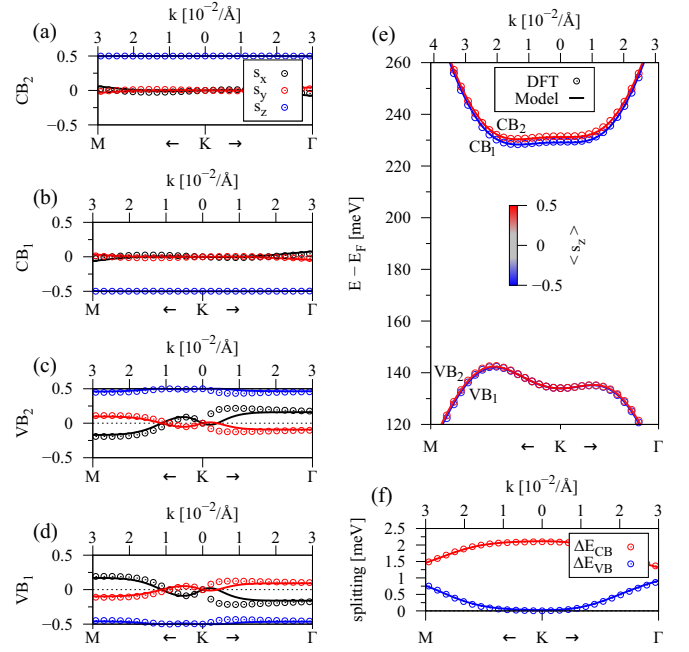 (a)
k [10⁻²/Å]
3 2 1 0 1 2 3
CB₂
0.5
0
−0.5
sₓ
s_y
s_z
M ← K → Γ
(b)
3 2 1 0 1 2 3
CB₁
0.5
0
−0.5
M ← K → Γ
(c)
3 2 1 0 1 2 3
VB₂
0.5
0
−0.5
M ← K → Γ
k [10⁻²/Å]
(d)
3 2 1 0 1 2 3
VB₁
0.5
0
−0.5
M ← K → Γ
(e)
k [10⁻²/Å]
4 3 2 1 0 1 2 3
E − E_F [meV]
260
240
220
200
180
160
140
120
DFT
Model
CB₂
CB₁
0.5
0
−0.5
< s_z >
VB₂
VB₁
M ← K → Γ
(f)
k [10⁻²/Å]
3 2 1 0 1 2 3
splitting [meV]
2.5
2
1.5
1
0.5
0
ΔE_CB
ΔE_VB
M ← K → Γ